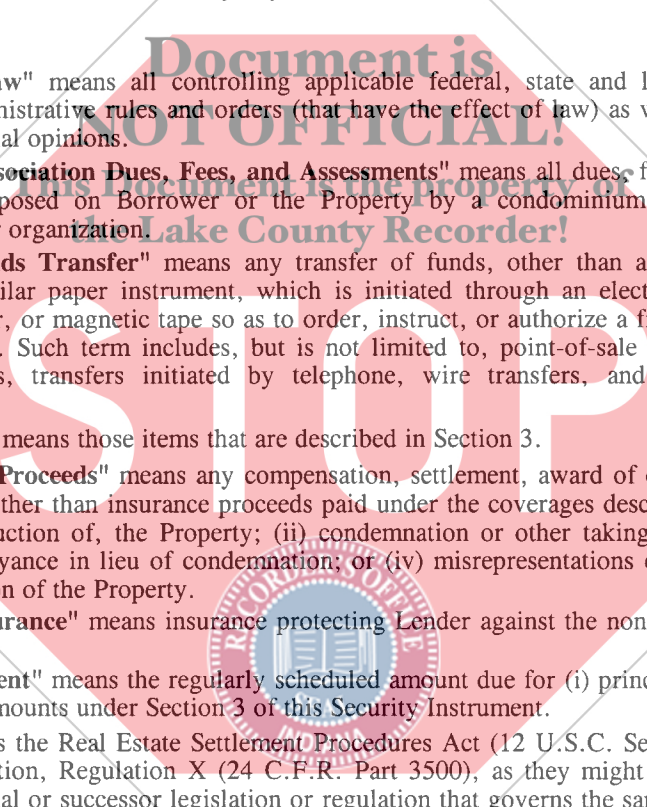 Document is
aw" means all controlling applicable federal, state and l
nistrative rules and orders (that have the effect of law) as v
NOT OFFICIAL!
al opinions.
sociation Dues, Fees, and Assessments" means all dues, f
This Document is the property of
posed on Borrower or the Property by a condominium
the Lake County Recorder!
organization.
ds Transfer" means any transfer of funds, other than a
ilar paper instrument, which is initiated through an elect
r, or magnetic tape so as to order, instruct, or authorize a fi
. Such term includes, but is not limited to, point-of-sale
s, transfers initiated by telephone, wire transfers, and
STOP
means those items that are described in Section 3.
Proceeds" means any compensation, settlement, award of
ther than insurance proceeds paid under the coverages desc
uction of, the Property; (ii) condemnation or other taking
yance in lieu of condemnation; or (iv) misrepresentations
n of the Property.
RECORDER'S OFFICE
urance" means insurance protecting Lender against the non
ent" means the regularly scheduled amount due for (i) princ
mounts under Section 3 of this Security Instrument.
SEAL
INDIANA
s the Real Estate Settlement Procedures Act (12 U.S.C. Se
tion, Regulation X (24 C.F.R. Part 3500), as they might
al or successor legislation or regulation that governs the sa